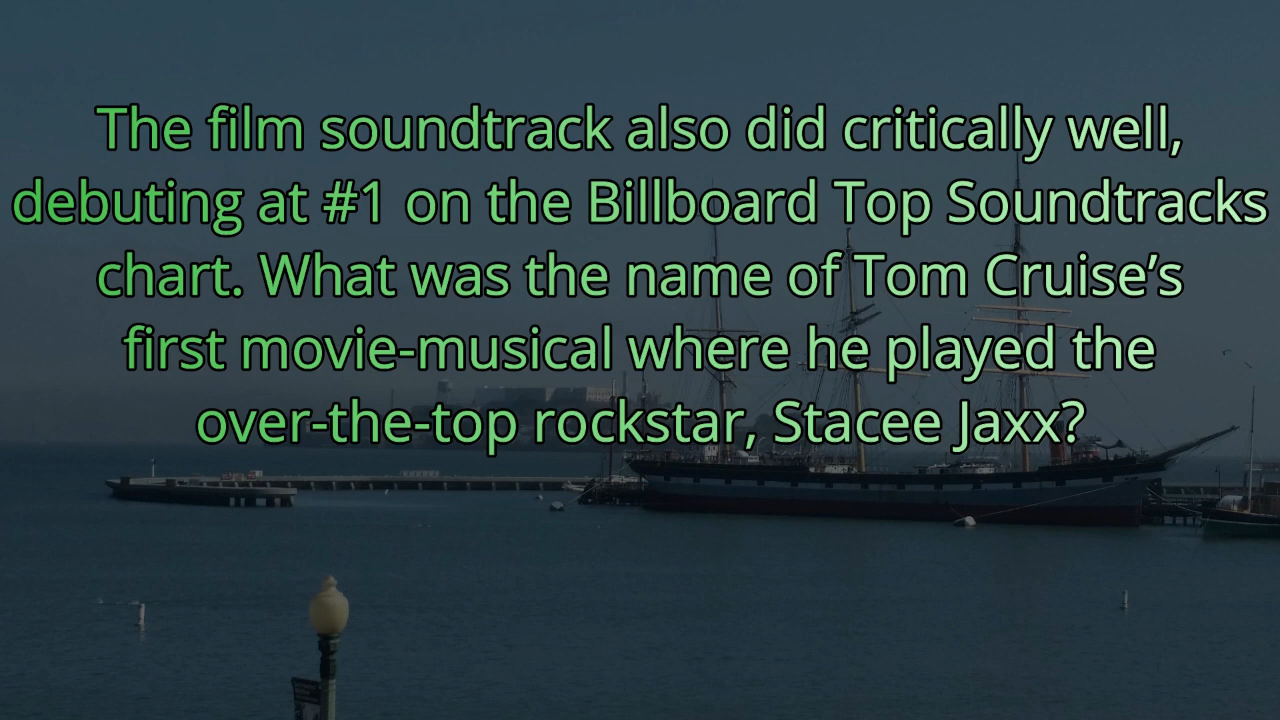 The film soundtrack also did critically well,
debuting at #1 on the Billboard Top Soundtracks
chart. What was the name of Tom Cruise’s
first movie-musical where he played the
over-the-top rockstar, Stacee Jaxx?